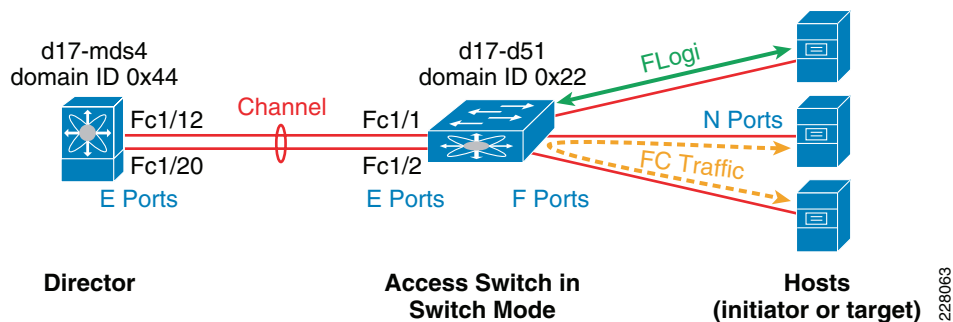 d17-mds4
domain ID 0x44
d17-d51
domain ID 0x22
FLogi
Channel
Fc1/12
Fc1/1
N Ports
Fc1/20
Fc1/2
FC Traffic
E Ports
E Ports
F Ports
Director
Access Switch in
Switch Mode
Hosts
(initiator or target)
228063